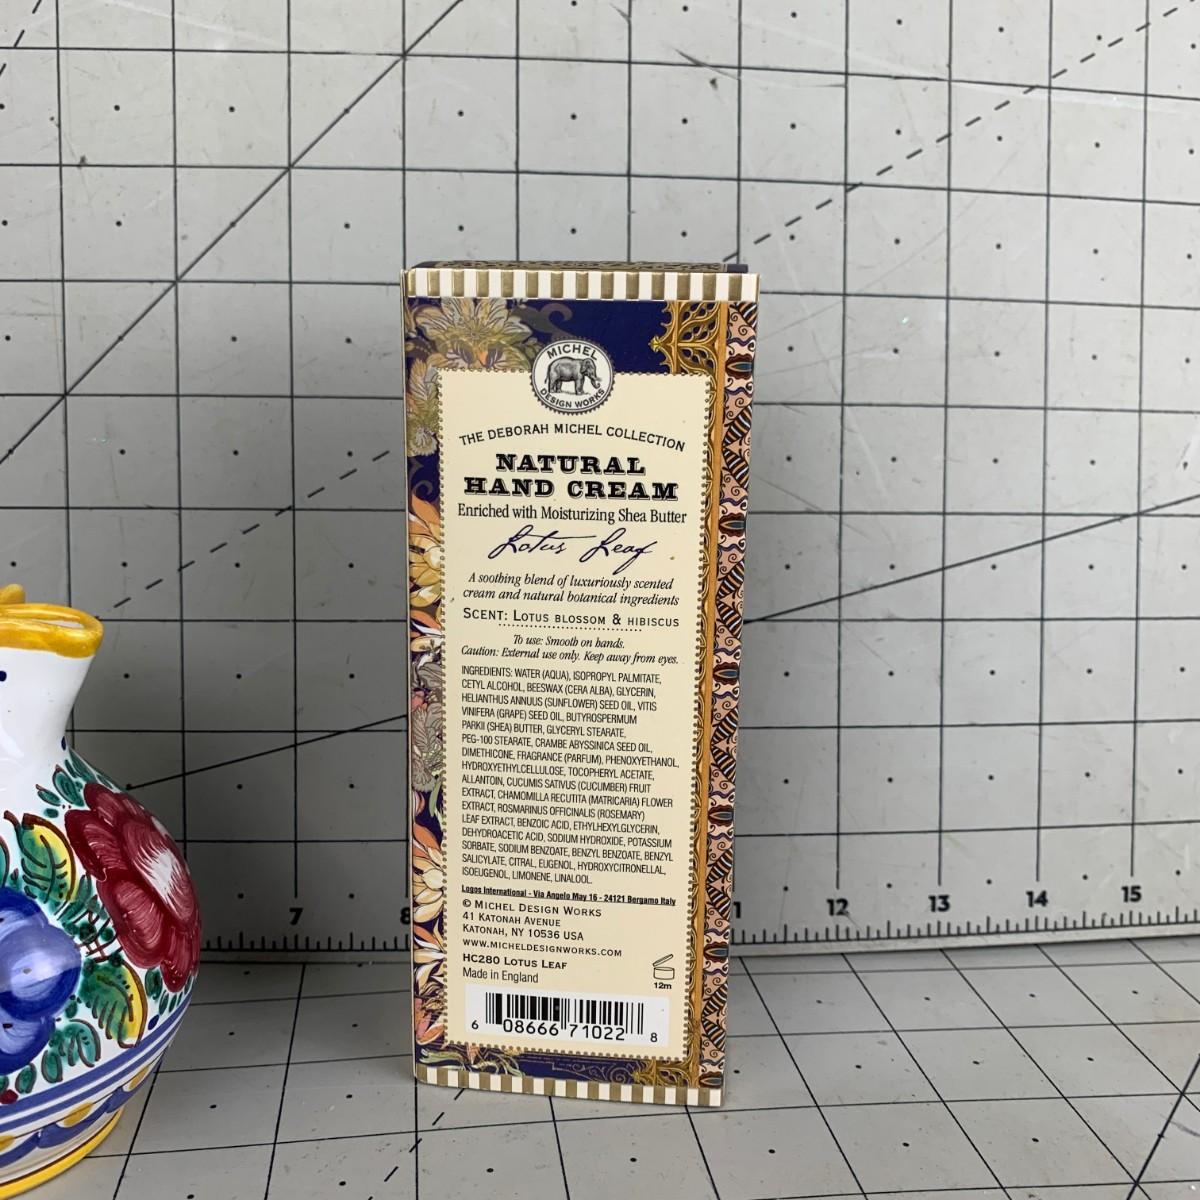 MICHEL
DESIGN WORKS
THE DEBORAH MICHEL COLLECTION
NATURAL
HAND CREAM
Enriched with Moisturizing Shea Butter
Lotus Leaf
A soothing blend of luxuriously scented
cream and natural botanical ingredients
SCENT: LOTUS BLOSSOM & HIBISCUS
To use: Smooth on hands.
Caution: External use only. Keep away from eyes.
INGREDIENTS: WATER (AQUA), ISOPROPYL PALMITATE,
CETYL ALCOHOL, BEESWAX (CERA ALBA), GLYCERIN,
HELIANTHUS ANNUUS (SUNFLOWER) SEED OIL, VITIS
VINIFERA (GRAPE) SEED OIL, BUTYROSPERMUM
PARKII (SHEA) BUTTER, GLYCERYL STEARATE,
PEG-100 STEARATE, CRAMBE ABYSSINICA SEED OIL,
DIMETHICONE, FRAGRANCE (PARFUM), PHENOXYETHANOL,
HYDROXYETHYLCELLULOSE, TOCOPHERYL ACETATE,
ALLANTOIN, CUCUMIS SATIVUS (CUCUMBER) FRUIT
EXTRACT, CHAMOMILLA RECUTITA (MATRICARIA) FLOWER
EXTRACT, ROSMARINUS OFFICINALIS (ROSEMARY)
LEAF EXTRACT, BENZOIC ACID, ETHYLHEXYLGLYCERIN,
DEHYDROACETIC ACID, SODIUM HYDROXIDE, POTASSIUM
SORBATE, SODIUM BENZOATE, BENZYL BENZOATE, BENZYL
SALICYLATE, CITRAL, EUGENOL, HYDROXYCITRONELLAL,
ISOEUGENOL, LIMONENE, LINALOOL.
Logos International - Via Angelo May 16 - 24121 Bergamo Italy
© MICHEL DESIGN WORKS
41 KATONAH AVENUE
KATONAH, NY 10536 USA
WWW.MICHELDESIGNWORKS.COM
HC280 LOTUS LEAF
Made in England
12m
6 08666 71022 8
7 8 12 13 14 15